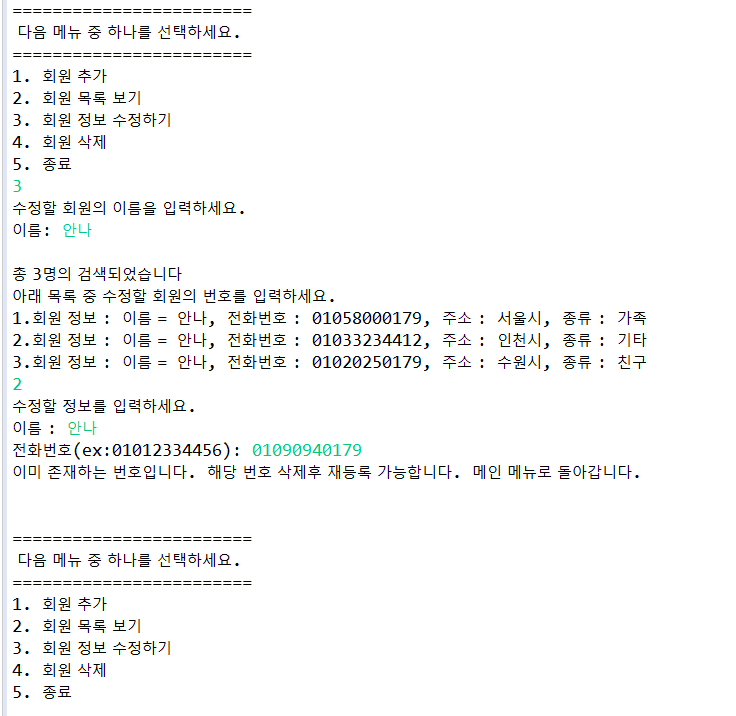 ========================
다음 메뉴 중 하나를 선택하세요.
========================
1. 회원 추가
2. 회원 목록 보기
3. 회원 정보 수정하기
4. 회원 삭제
5. 종료
3
수정할 회원의 이름을 입력하세요.
이름: 안나
총 3명의 검색되었습니다
아래 목록 중 수정할 회원의 번호를 입력하세요.
1.회원 정보 : 이름 = 안나, 전화번호 : 01058000179, 주소 : 서울시, 종류 : 가족
2.회원 정보 : 이름 = 안나, 전화번호 : 01033234412, 주소 : 인천시, 종류 : 기타
3.회원 정보 : 이름 = 안나, 전화번호 : 01020250179, 주소 : 수원시, 종류 : 친구
2
수정할 정보를 입력하세요.
이름 : 안나
전화번호(ex:01012334456): 01090940179
이미 존재하는 번호입니다. 해당 번호 삭제후 재등록 가능합니다. 메인 메뉴로 돌아갑니다.
========================
다음 메뉴 중 하나를 선택하세요.
========================
1. 회원 추가
2. 회원 목록 보기
3. 회원 정보 수정하기
4. 회원 삭제
5. 종료